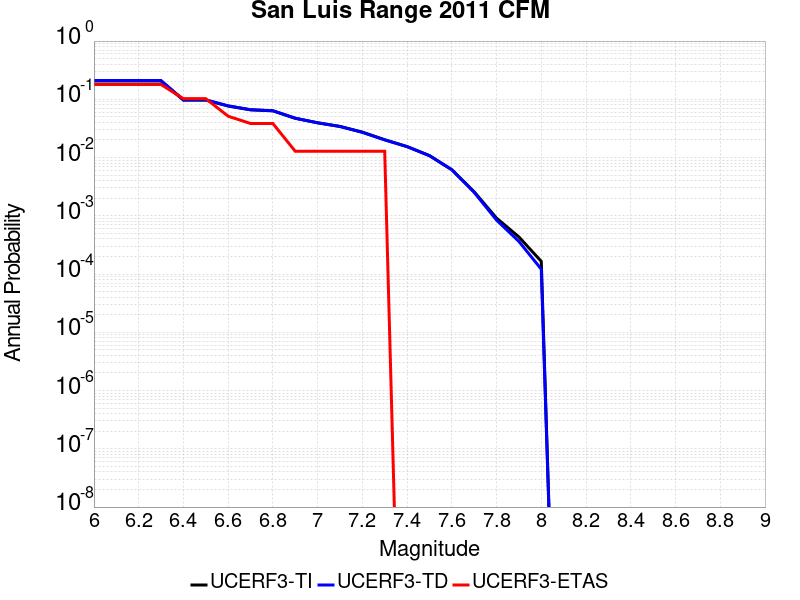 San Luis Range 2011 CFM
10^0
10^-1
10^-2
10^-3
10^-4
10^-5
10^-6
10^-7
10^-8
Annual Probability
6 6.2 6.4 6.6 6.8 7 7.2 7.4 7.6 7.8 8 8.2 8.4 8.6 8.8 9
Magnitude
UCERF3-TI UCERF3-TD UCERF3-ETAS